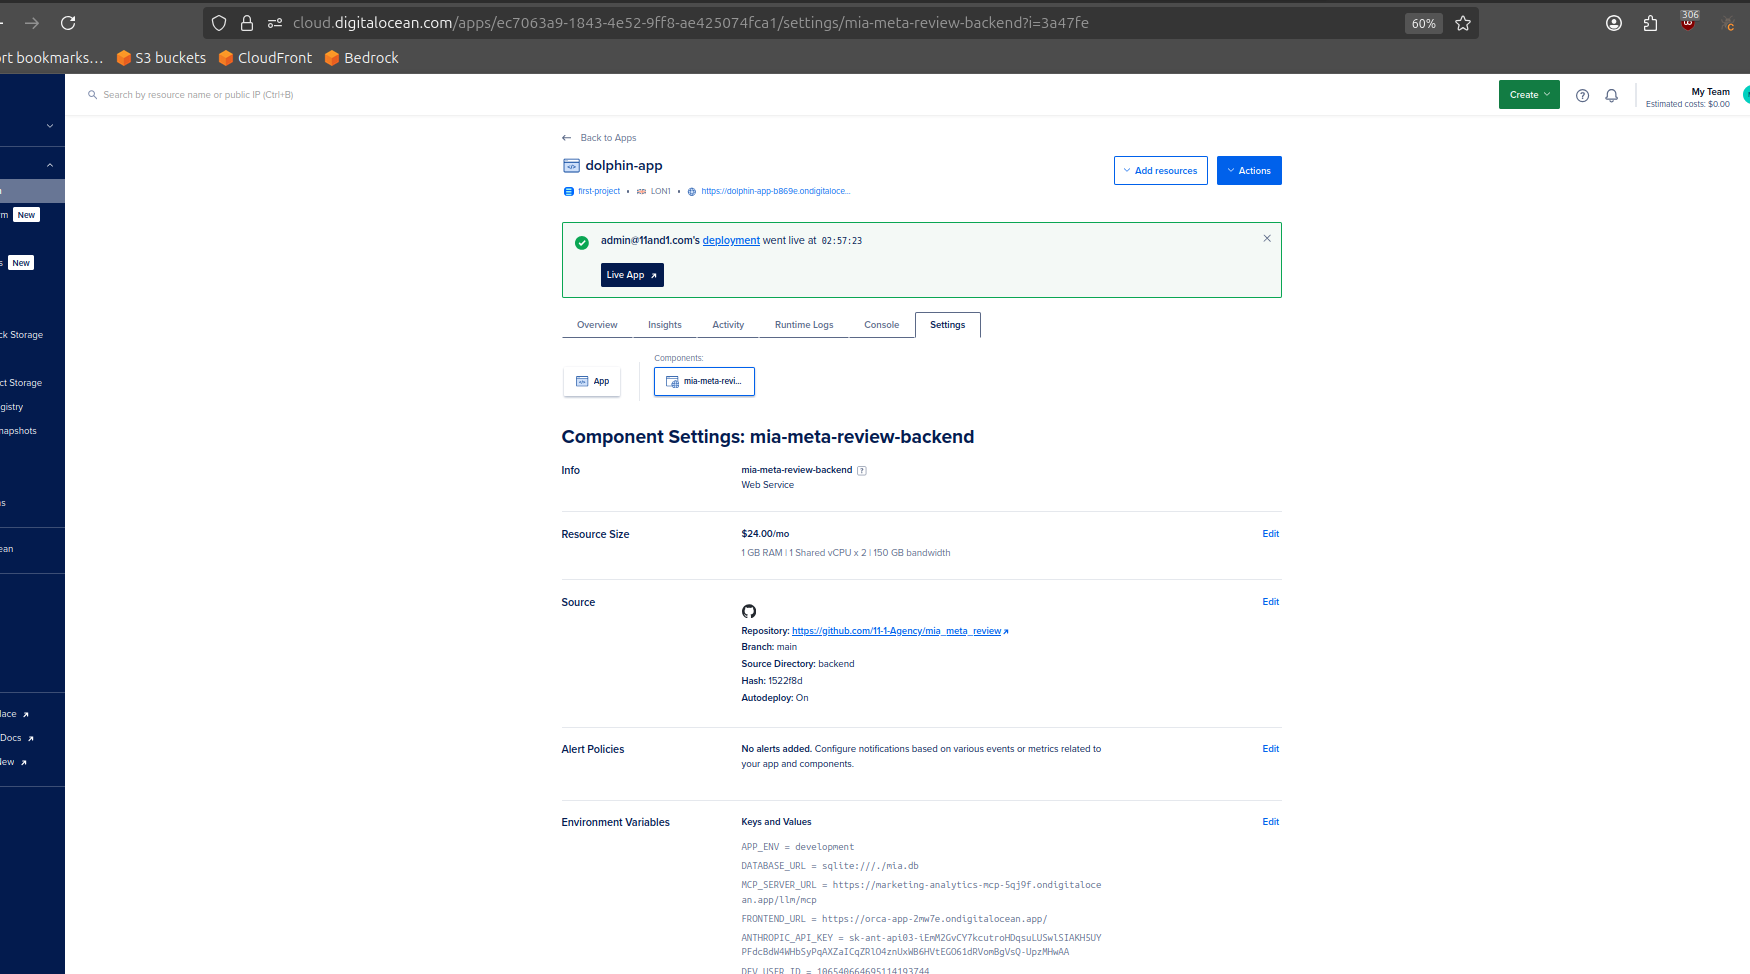 cloud.digitalocean.com/apps/ec7063a9-1843-4e52-9ff8-ae425074fca1/settings/mia-meta-review-backend?i=3a47fe
60%
306
rt bookmarks…
S3 buckets
CloudFront
Bedrock
Search by resource name or public IP (Ctrl+B)
Create
My Team
Estimated costs: $0.00
New
New
ck Storage
ct Storage
gistry
napshots
ns
ean
lace
Docs
New
Back to Apps
dolphin-app
Add resources
Actions
first-project • LON1 • https://dolphin-app-b869e.ondigitaloce...
admin@11and1.com's deployment went live at 02:57:23
Live App
Overview
Insights
Activity
Runtime Logs
Console
Settings
Components:
App
mia-meta-revi...
Component Settings: mia-meta-review-backend
Info
mia-meta-review-backend ?
Web Service
Resource Size
$24.00/mo
Edit
1 GB RAM | 1 Shared vCPU x 2 | 150 GB bandwidth
Source
Edit
Repository: https://github.com/11-1-Agency/mia_meta_review
Branch: main
Source Directory: backend
Hash: 1522f8d
Autodeploy: On
Alert Policies
No alerts added. Configure notifications based on various events or metrics related to
your app and components.
Edit
Environment Variables
Keys and Values
Edit
APP_ENV = development
DATABASE_URL = sqlite:///./mia.db
MCP_SERVER_URL = https://marketing-analytics-mcp-5qj9f.ondigitaloce
an.app/llm/mcp
FRONTEND_URL = https://orca-app-2mw7e.ondigitalocean.app/
ANTHROPIC_API_KEY = sk-ant-api03-iEmM2GvCY7kcutroHDqsuLUSwlSIAKH5UY
PFdcBdW4WHbSyPqAXZaICqZRlO4znUxWB6HVtEGO61dRVomBgVsQ-UpzMHwAA
DEV_USER_ID = 106540664695114193744